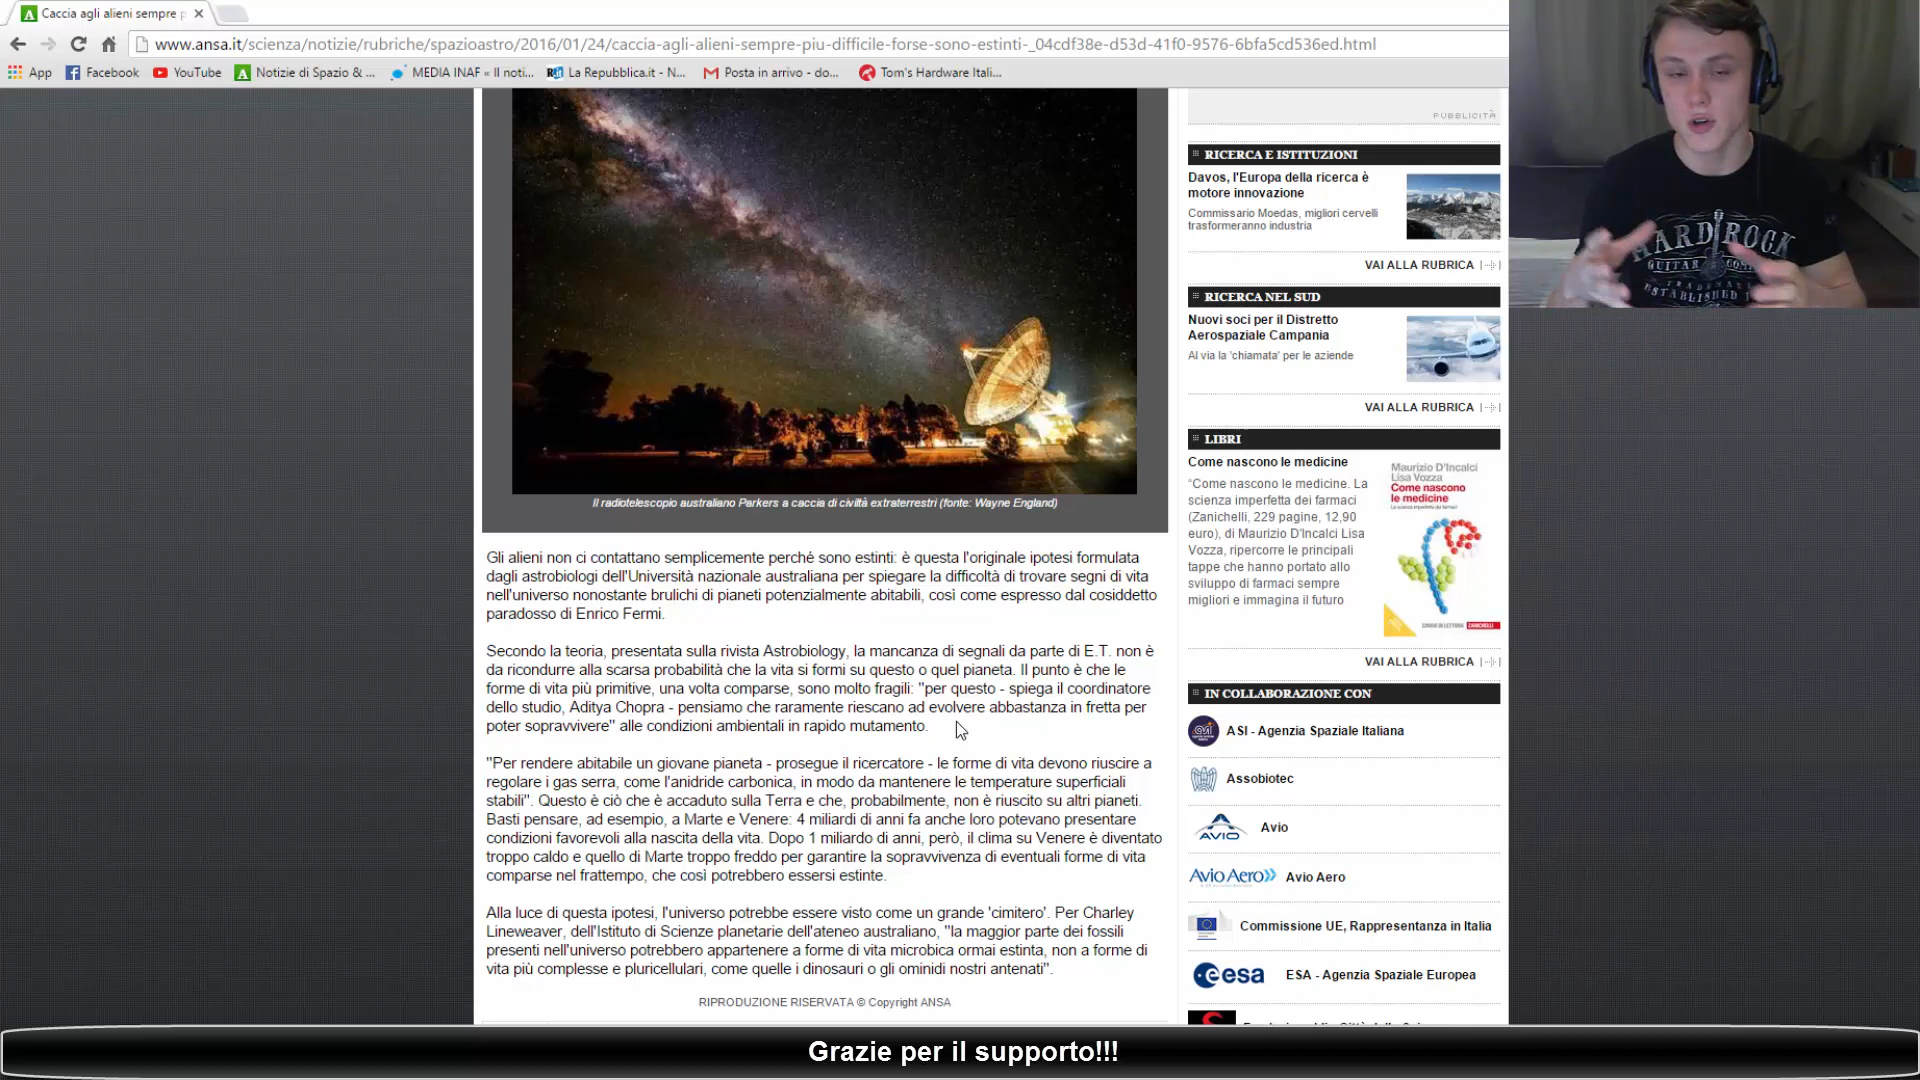 Caccia agli alieni sempre p
www.ansa.it/scienza/notizie/rubriche/spazioastro/2016/01/24/caccia-agli-alieni-sempre-piu-difficile-forse-sono-estinti-_04cdf38e-d53d-41f0-9576-6bfa5cd536ed.html
App Facebook YouTube Notizie di Spazio & ... MEDIA INAF « Il noti... La Repubblica.it - N... Posta in arrivo - do... Tom's Hardware Itali...
Il radiotelescopio australiano Parkers a caccia di civiltà extraterrestri (fonte: Wayne England)
Gli alieni non ci contattano semplicemente perché sono estinti: è questa l'originale ipotesi formulata
dagli astrobiologi dell'Università nazionale australiana per spiegare la difficoltà di trovare segni di vita
nell'universo nonostante brulichi di pianeti potenzialmente abitabili, così come espresso dal cosiddetto
paradosso di Enrico Fermi.
Secondo la teoria, presentata sulla rivista Astrobiology, la mancanza di segnali da parte di E.T. non è
da ricondurre alla scarsa probabilità che la vita si formi su questo o quel pianeta. Il punto è che le
forme di vita più primitive, una volta comparse, sono molto fragili: "per questo - spiega il coordinatore
dello studio, Aditya Chopra - pensiamo che raramente riescano ad evolvere abbastanza in fretta per
poter sopravvivere" alle condizioni ambientali in rapido mutamento.
"Per rendere abitabile un giovane pianeta - prosegue il ricercatore - le forme di vita devono riuscire a
regolare i gas serra, come l'anidride carbonica, in modo da mantenere le temperature superficiali
stabili". Questo è ciò che è accaduto sulla Terra e che, probabilmente, non è riuscito su altri pianeti.
Basti pensare, ad esempio, a Marte e Venere: 4 miliardi di anni fa anche loro potevano presentare
condizioni favorevoli alla nascita della vita. Dopo 1 miliardo di anni, però, il clima su Venere è diventato
troppo caldo e quello di Marte troppo freddo per garantire la sopravvivenza di eventuali forme di vita
comparse nel frattempo, che così potrebbero essersi estinte.
Alla luce di questa ipotesi, l'universo potrebbe essere visto come un grande 'cimitero'. Per Charley
Lineweaver, dell'Istituto di Scienze planetarie dell'ateneo australiano, "la maggior parte dei fossili
presenti nell'universo potrebbero appartenere a forme di vita microbica ormai estinta, non a forme di
vita più complesse e pluricellulari, come quelle i dinosauri o gli ominidi nostri antenati".
RIPRODUZIONE RISERVATA © Copyright ANSA
PUBBLICITÀ
RICERCA E ISTITUZIONI
Davos, l'Europa della ricerca è
motore innovazione
Commissario Moedas, migliori cervelli
trasformeranno industria
VAI ALLA RUBRICA
RICERCA NEL SUD
Nuovi soci per il Distretto
Aerospaziale Campania
Al via la 'chiamata' per le aziende
VAI ALLA RUBRICA
LIBRI
Come nascono le medicine
“Come nascono le medicine. La
scienza imperfetta dei farmaci
(Zanichelli, 229 pagine, 12,90
euro), di Maurizio D'Incalci Lisa
Vozza, ripercorre le principali
tappe che hanno portato allo
sviluppo di farmaci sempre
migliori e immagina il futuro
Maurizio D'Incalci
Lisa Vozza
Come nascono
le medicine
La scienza imperfetta dei farmaci
ZANICHELLI
VAI ALLA RUBRICA
IN COLLABORAZIONE CON
asi ASI - Agenzia Spaziale Italiana
Assobiotec
AVIO Avio
Avio Aero Avio Aero
Commissione UE, Rappresentanza in Italia
esa ESA - Agenzia Spaziale Europea
HARD ROCK
GUITAR
ESTABLISHED
Grazie per il supporto!!!